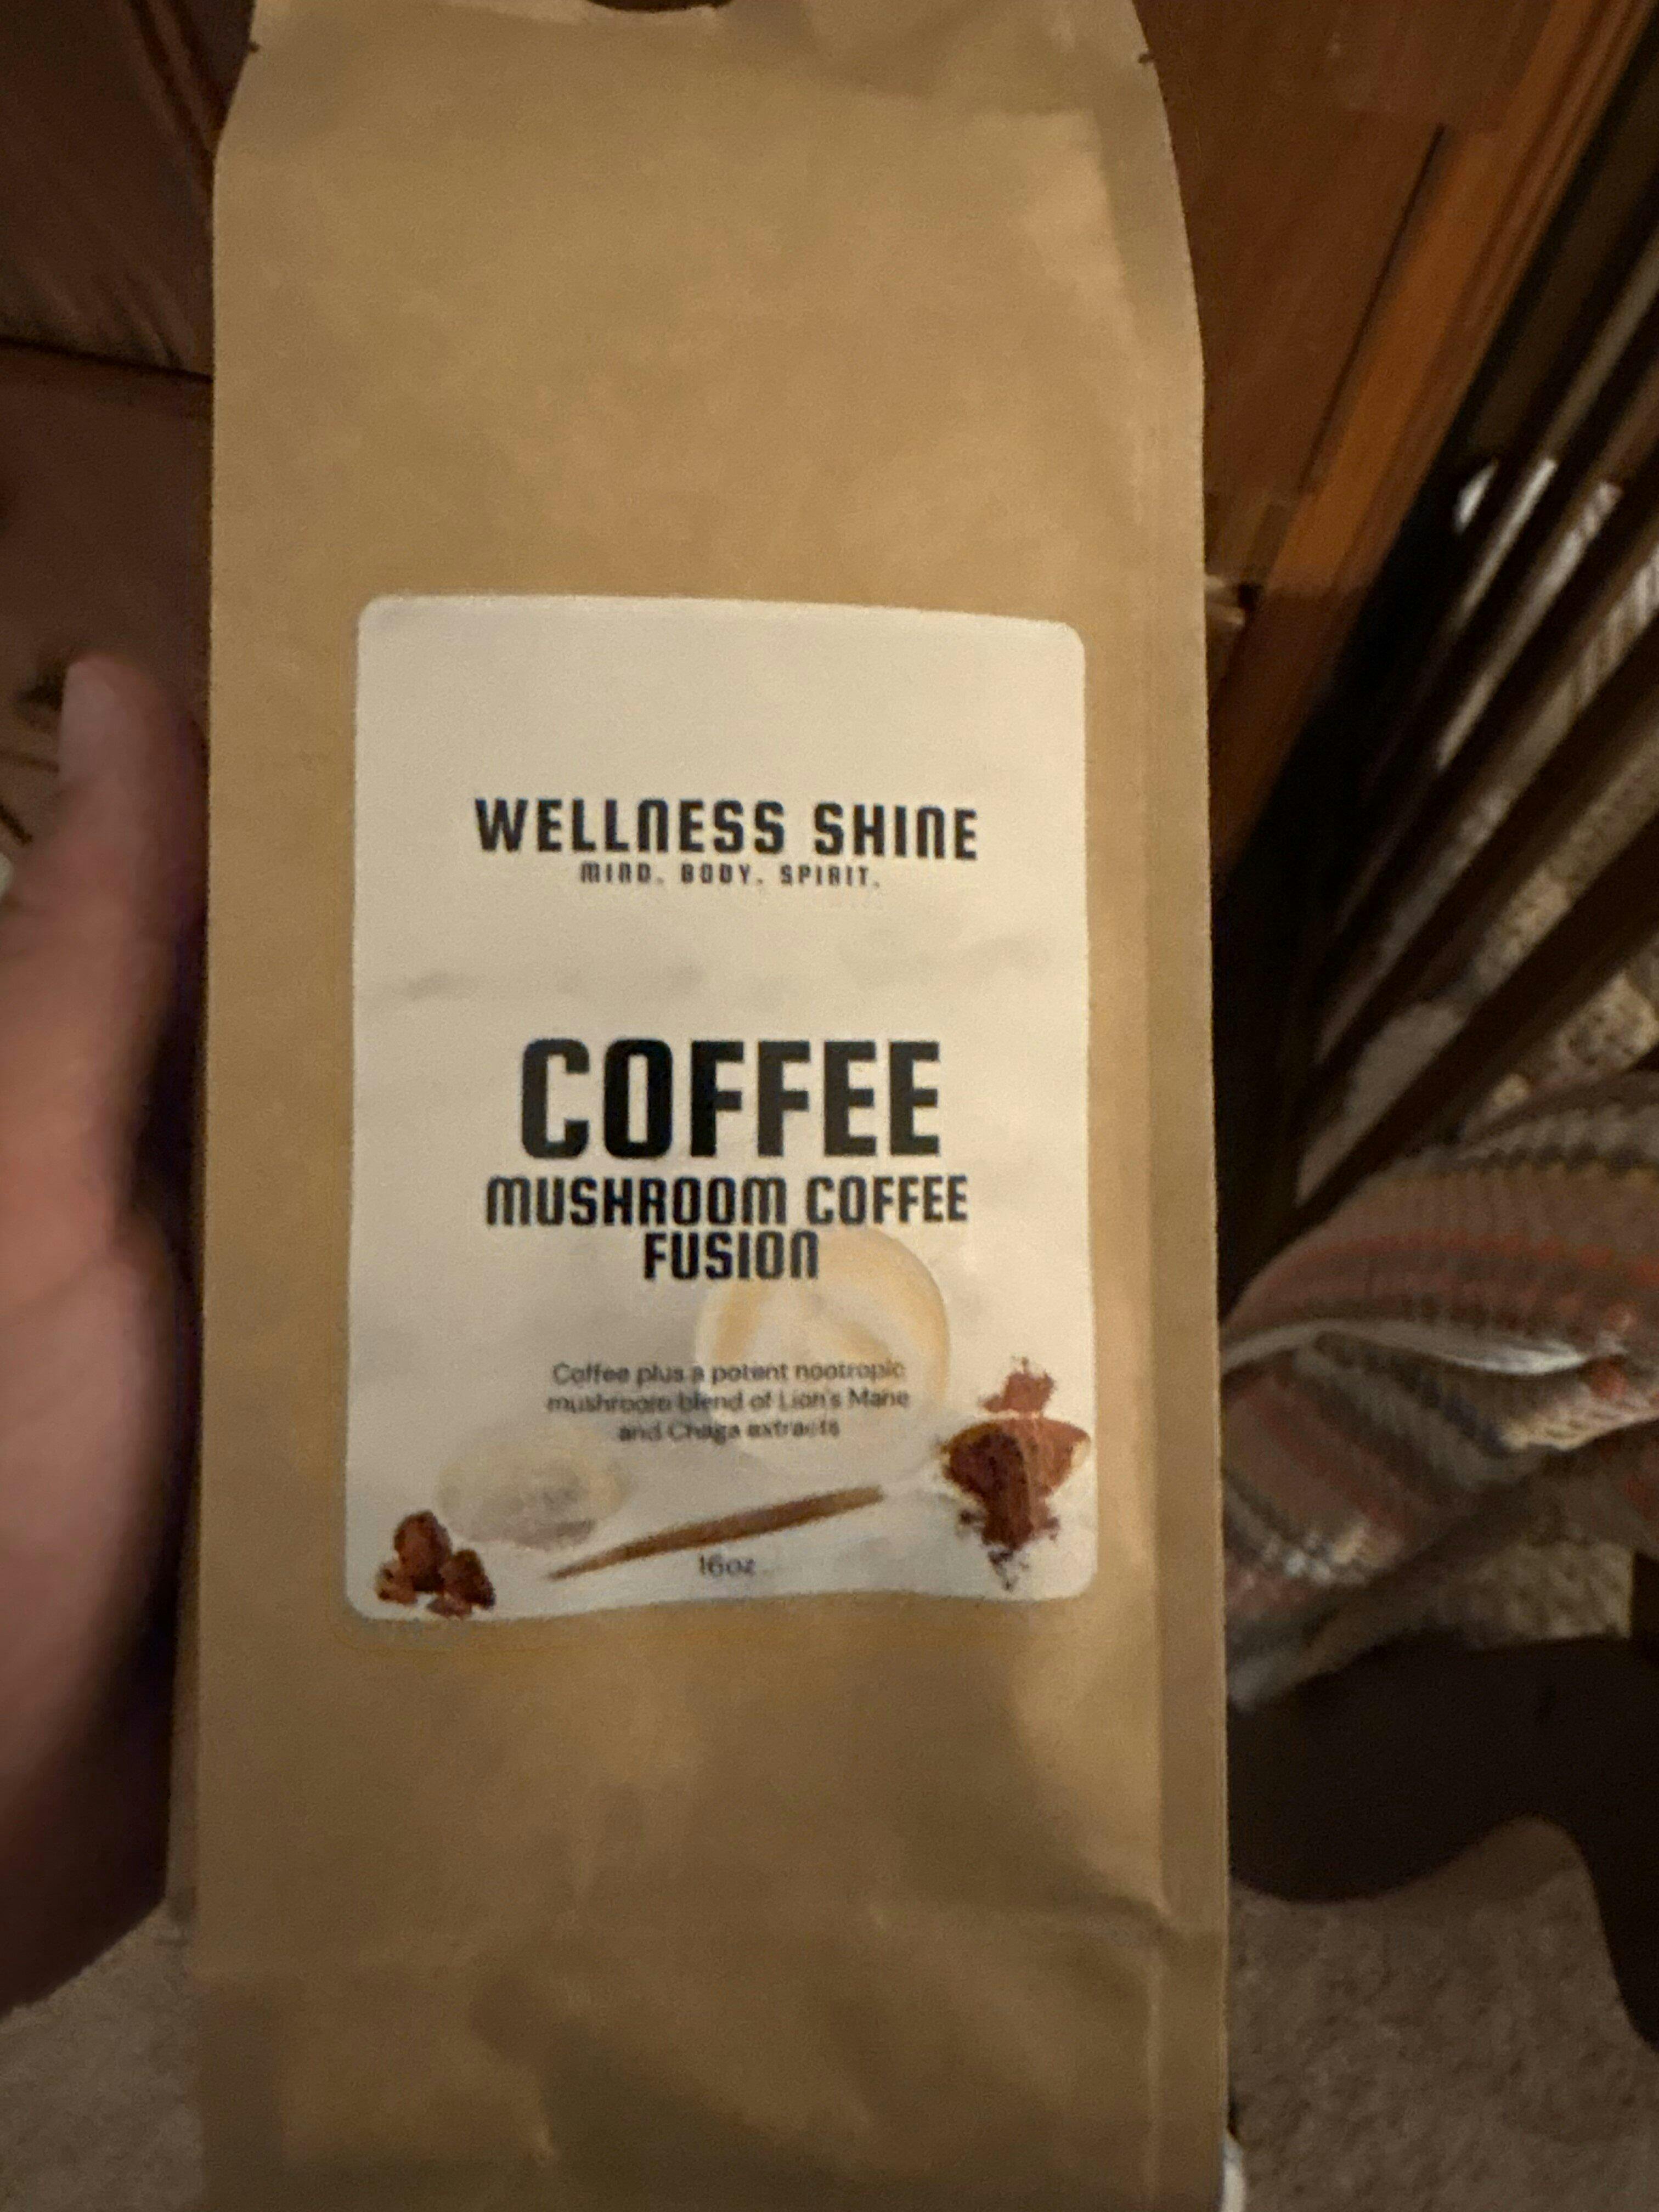 WELLNESS SHINE
MIND. BODY. SPIRIT.
COFFEE
MUSHROOM COFFEE
FUSION
Coffee plus a potent nootropic
mushroom blend of Lion's Mane
and Chaga extracts
16oz